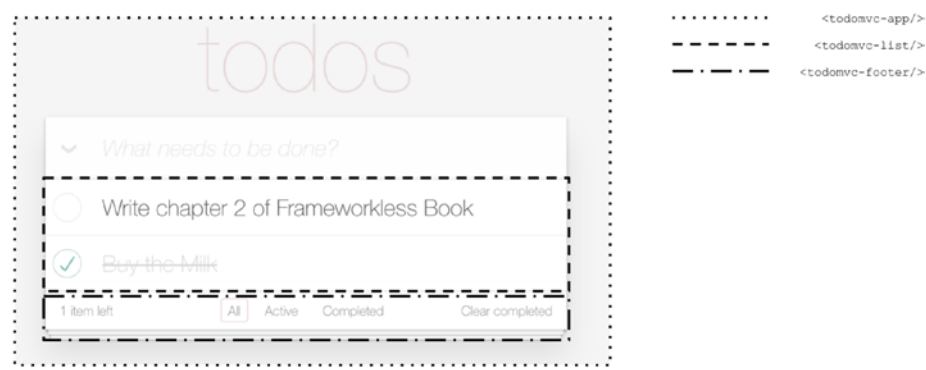 todos
<todomvc-app/>
<todomvc-list/>
<todomvc-footer/>
What needs to be done?
Write chapter 2 of Frameworkless Book
Buy the Milk
1 item left All Active Completed Clear completed